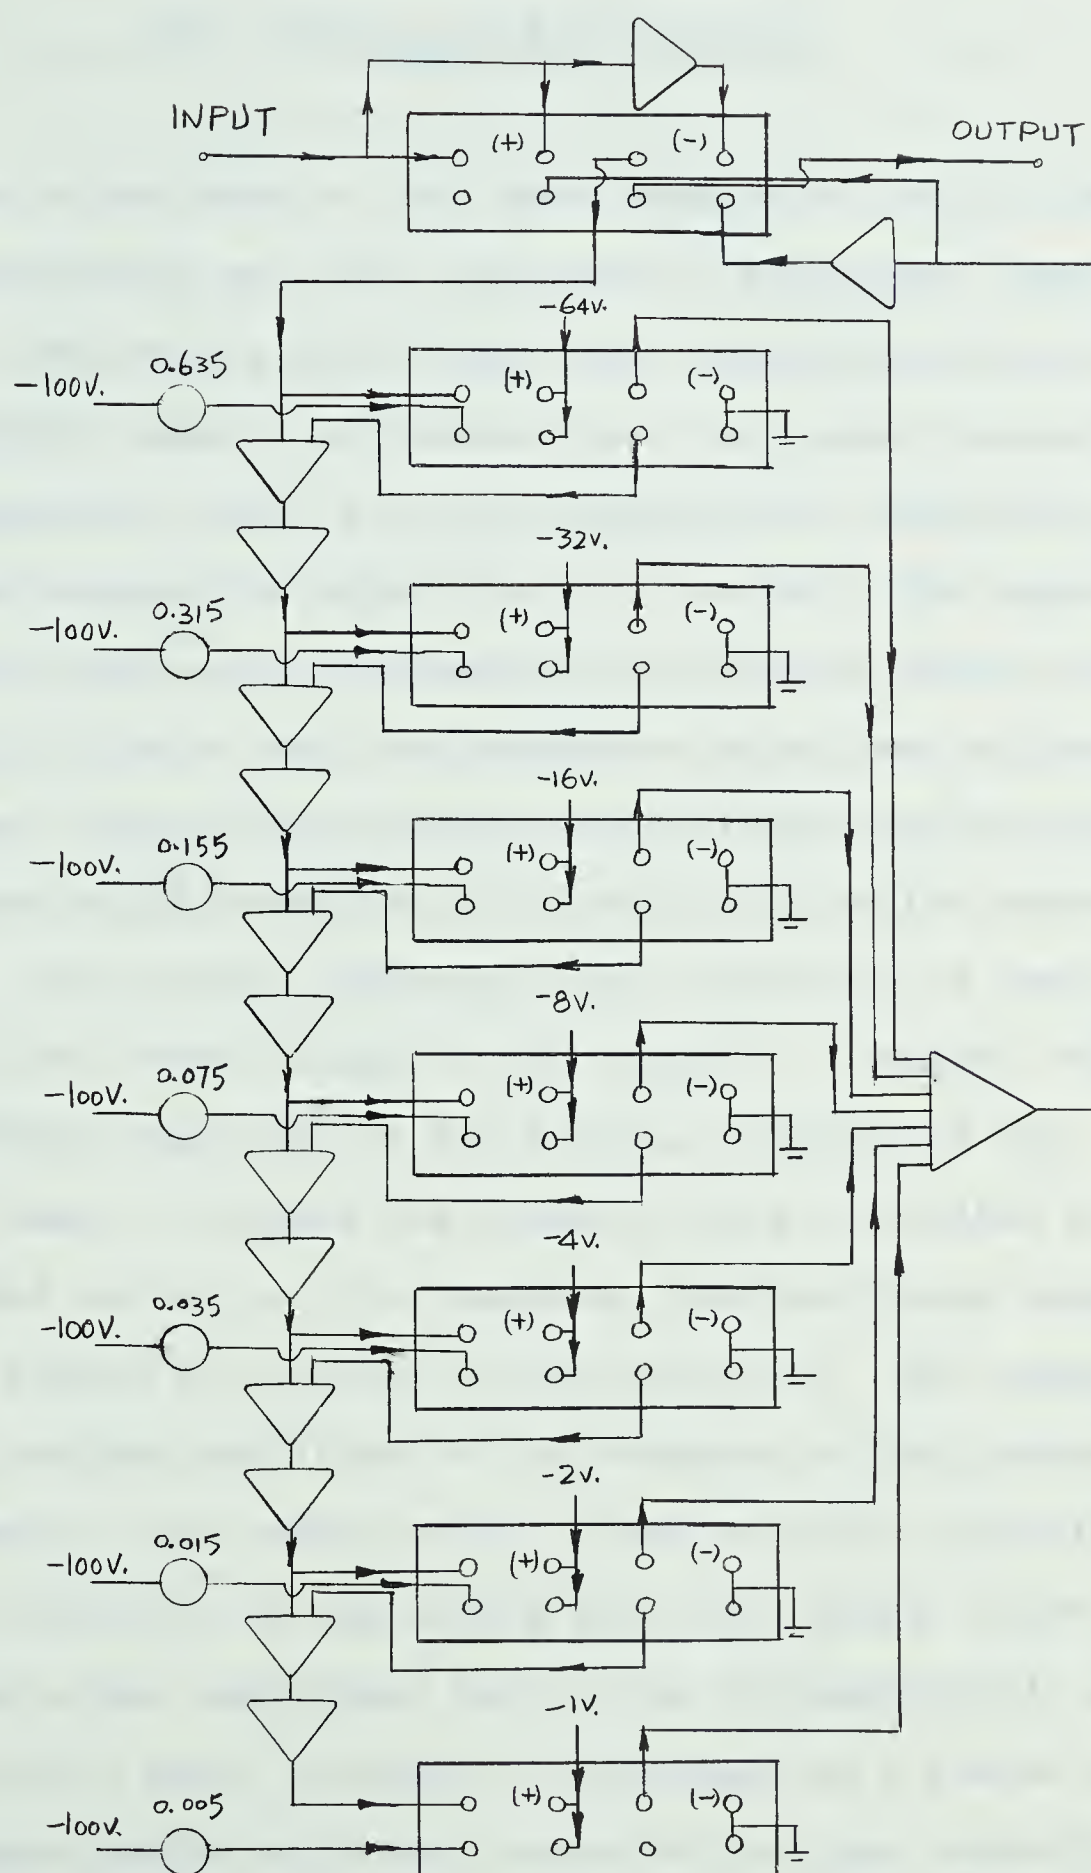 INPUT
(+)
(-)
OUTPUT
-64V.
0.635
-100V.
(+)
(-)
-32V.
0.315
-100V.
(+)
(-)
-16V.
0.155
-100V.
(+)
(-)
-8V.
0.075
-100V.
(+)
(-)
-4V.
0.035
-100V.
(+)
(-)
-2V.
0.015
-100V.
(+)
(-)
-1V.
0.005
-100V.
(+)
(-)